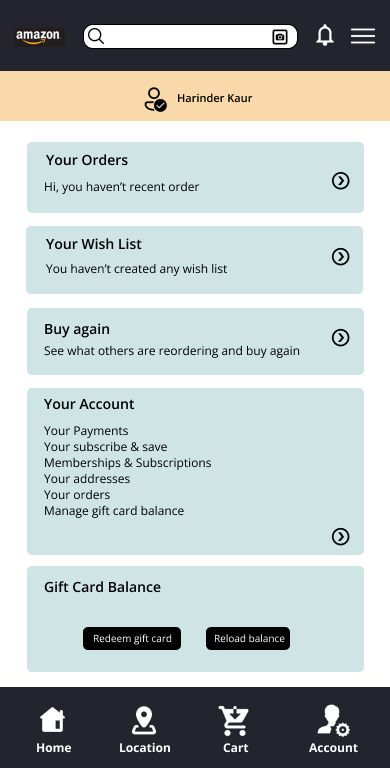 amazon
Harinder Kaur
Your Orders
Hi, you haven’t recent order
Your Wish List
You haven’t created any wish list
Buy again
See what others are reordering and buy again
Your Account
Your Payments
Your subscribe & save
Memberships & Subscriptions
Your addresses
Your orders
Manage gift card balance
Gift Card Balance
Redeem gift card
Reload balance
Home
Location
Cart
Account